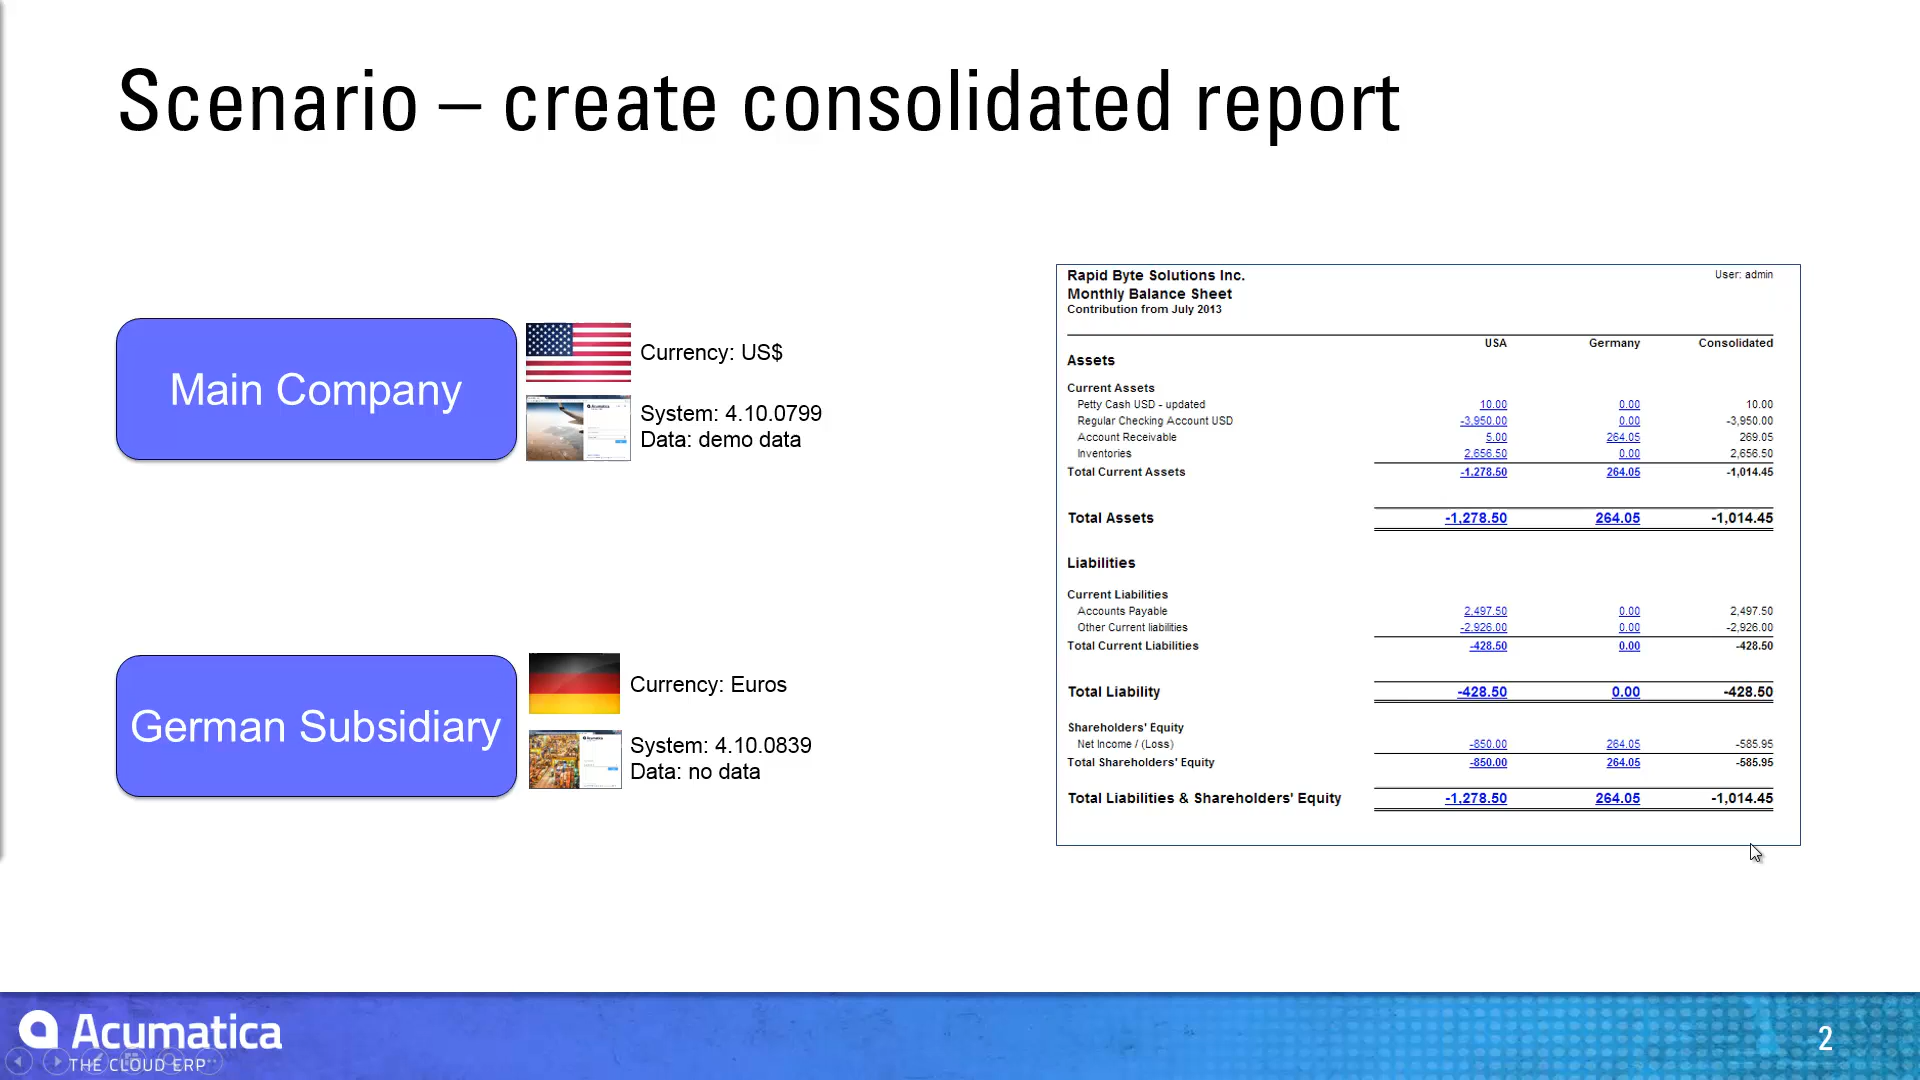 Scenario – create consolidated report
Main Company
Currency: US$
System: 4.10.0799
Data: demo data
German Subsidiary
Currency: Euros
System: 4.10.0839
Data: no data
Rapid Byte Solutions Inc. User: admin
Monthly Balance Sheet
Contribution from July 2013
USA Germany Consolidated
Assets
Current Assets
Petty Cash USD - updated 10.00 0.00 10.00
Regular Checking Account USD -3,950.00 0.00 -3,950.00
Account Receivable 5.00 264.05 269.05
Inventories 2,656.50 0.00 2,656.50
Total Current Assets -1,278.50 264.05 -1,014.45
Total Assets -1,278.50 264.05 -1,014.45
Liabilities
Current Liabilities
Accounts Payable 2,497.50 0.00 2,497.50
Other Current liabilities -2,926.00 0.00 -2,926.00
Total Current Liabilities -428.50 0.00 -428.50
Total Liability -428.50 0.00 -428.50
Shareholders' Equity
Net Income / (Loss) -850.00 264.05 -585.95
Total Shareholders' Equity -850.00 264.05 -585.95
Total Liabilities & Shareholders' Equity -1,278.50 264.05 -1,014.45
Acumatica
THE CLOUD ERP
2